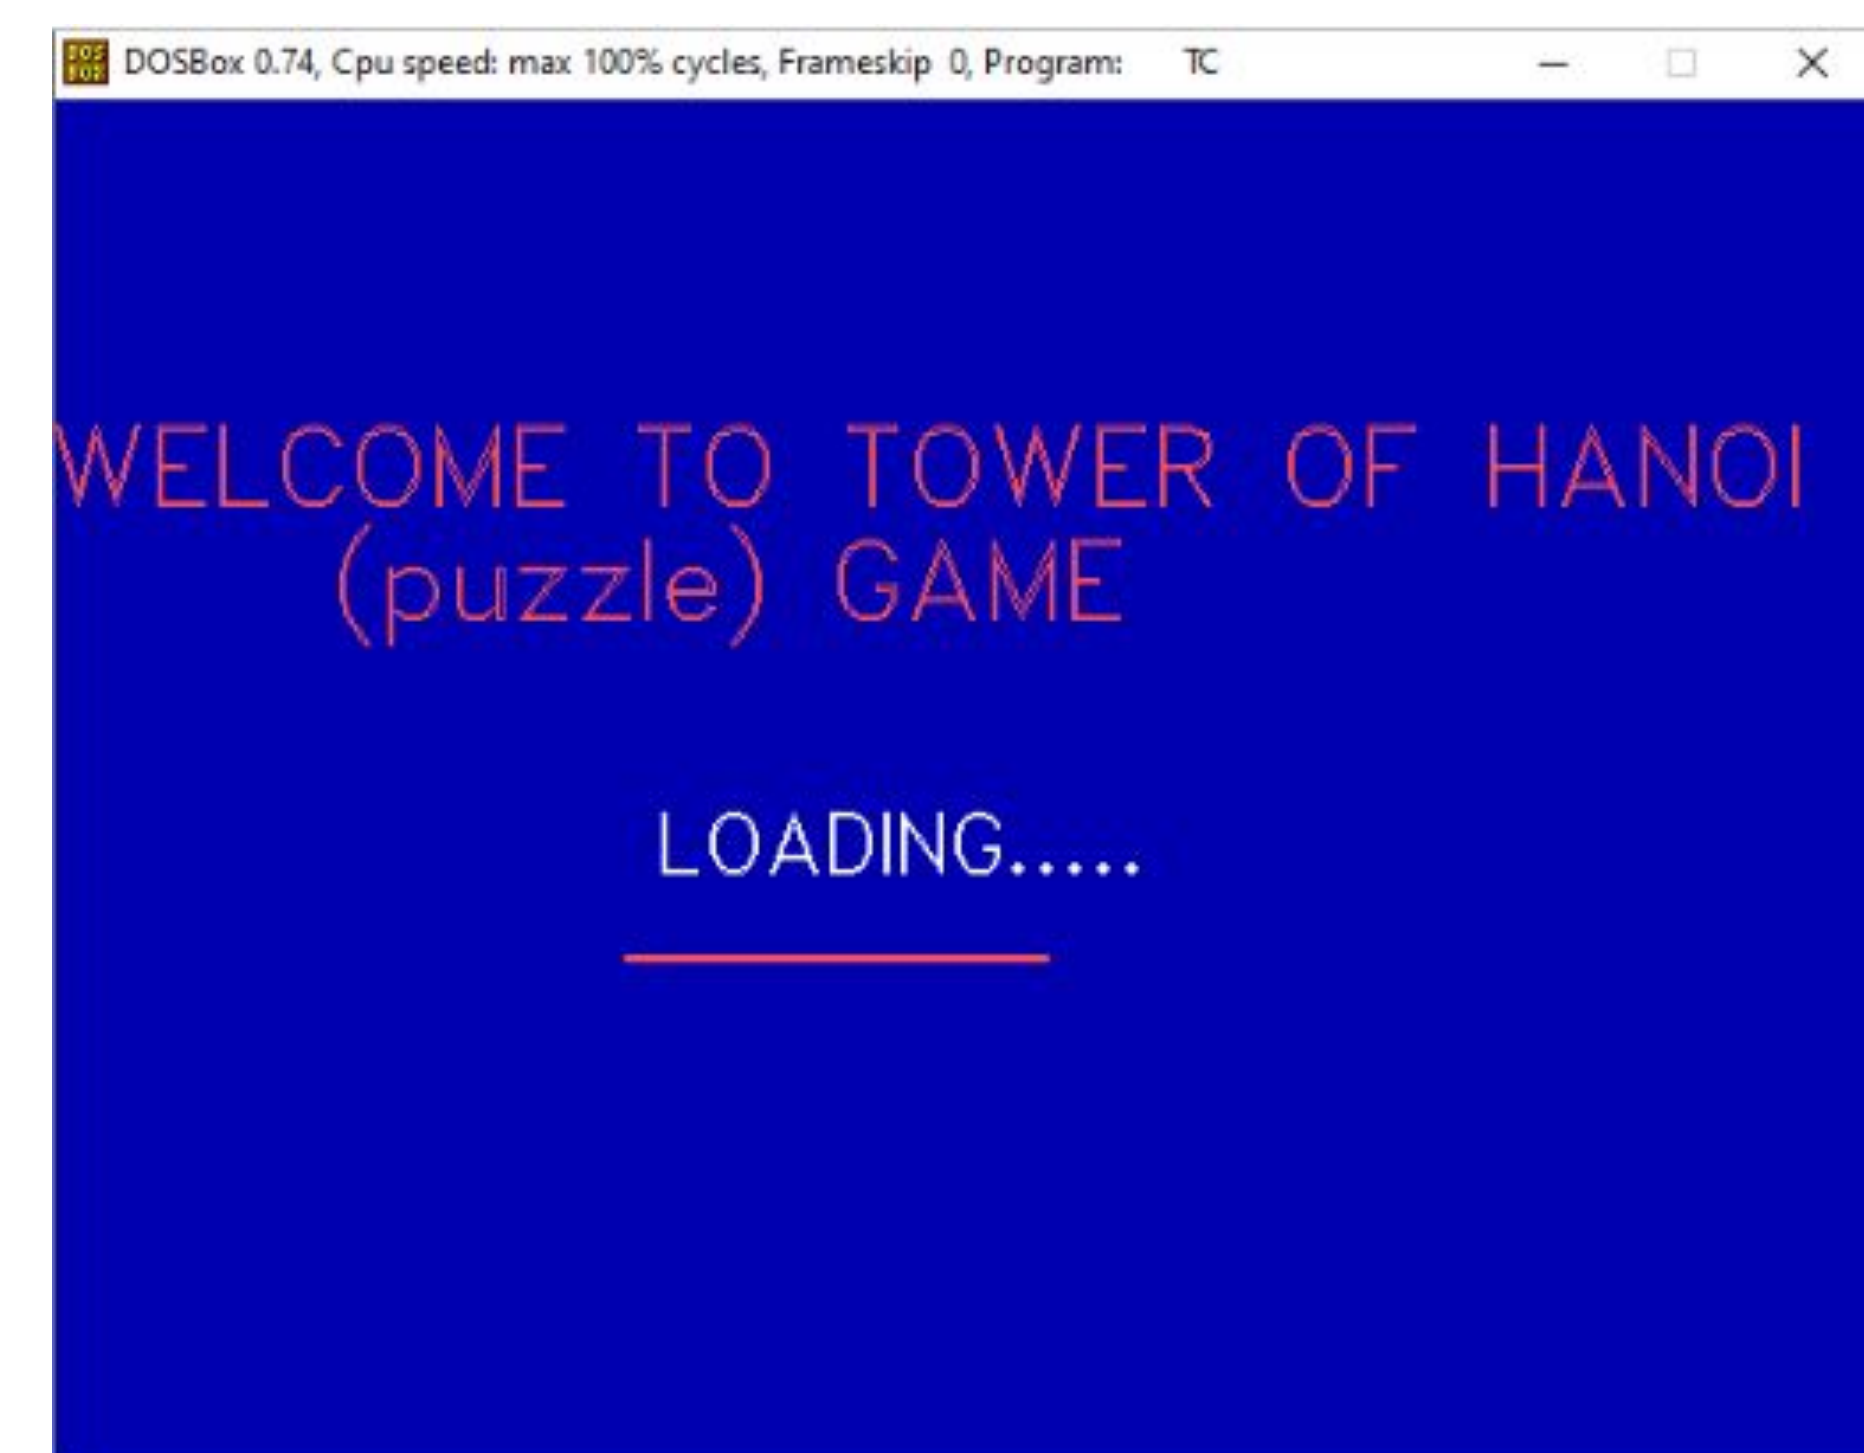 DOSBox 0.74, Cpu speed: max 100% cycles, Frameskip 0, Program: TC
WELCOME TO TOWER OF HANOI
(puzzle) GAME
LOADING.....